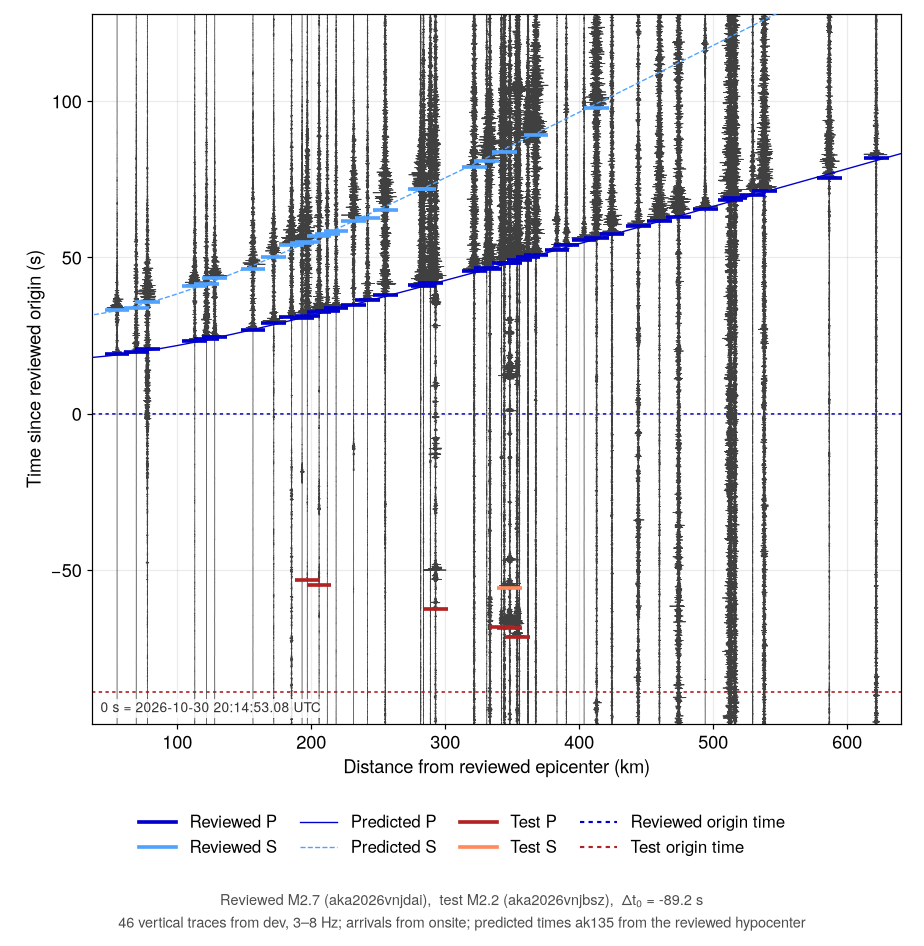 100
50
0
−50
Time since reviewed origin (s)
0 s = 2026-10-30 20:14:53.08 UTC
100 200 300 400 500 600
Distance from reviewed epicenter (km)
Reviewed P Predicted P Test P Reviewed origin time
Reviewed S Predicted S Test S Test origin time
Reviewed M2.7 (aka2026vnjdai), test M2.2 (aka2026vnjbsz), Δt₀ = -89.2 s
46 vertical traces from dev, 3–8 Hz; arrivals from onsite; predicted times ak135 from the reviewed hypocenter